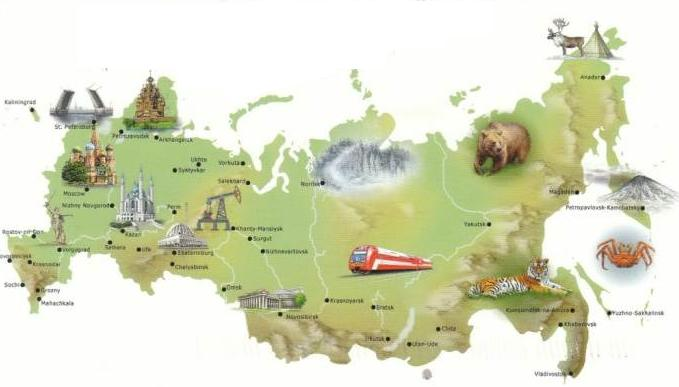 Anadyr
Kaliningrad
St. Petersburg
Petrozavodsk
Arkhangelsk
Ukhta
Vorkuta
Syktyvkar
Salekhard
Norilsk
Moscow
Magadan
Nizhny Novgorod
Perm
Petropavlovsk-Kamchatsky
Yakutsk
Kazan
Khanty-Mansiysk
Rostov-on-Don
Surgut
Volgograd
Samara
Ufa
Ekaterinburg
Nizhnevartovsk
Krasnodar
Chelyabinsk
Sochi
Grozny
Omsk
Makhachkala
Krasnoyarsk
Bratsk
Komsomolsk-na-Amure
Novosibirsk
Yuzhno-Sakhalinsk
Khabarovsk
Chita
Irkutsk
Ulan-Ude
Vladivostok